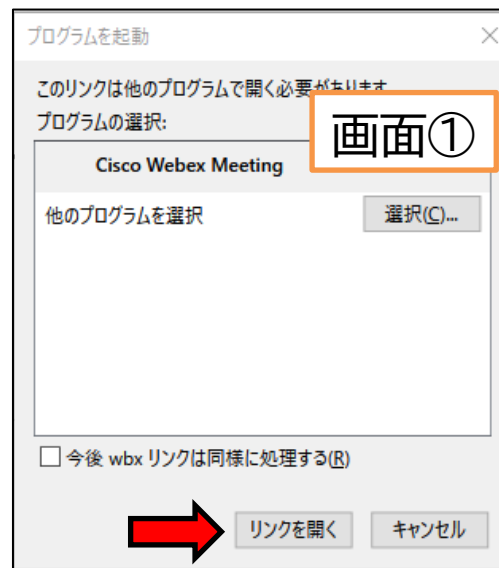 プログラムを起動
このリンクは他のプログラムで開く必要があります
プログラムの選択:
画面①
Cisco Webex Meeting
他のプログラムを選択
選択(C)...
今後 wbx リンクは同様に処理する(R)
リンクを開く
キャンセル